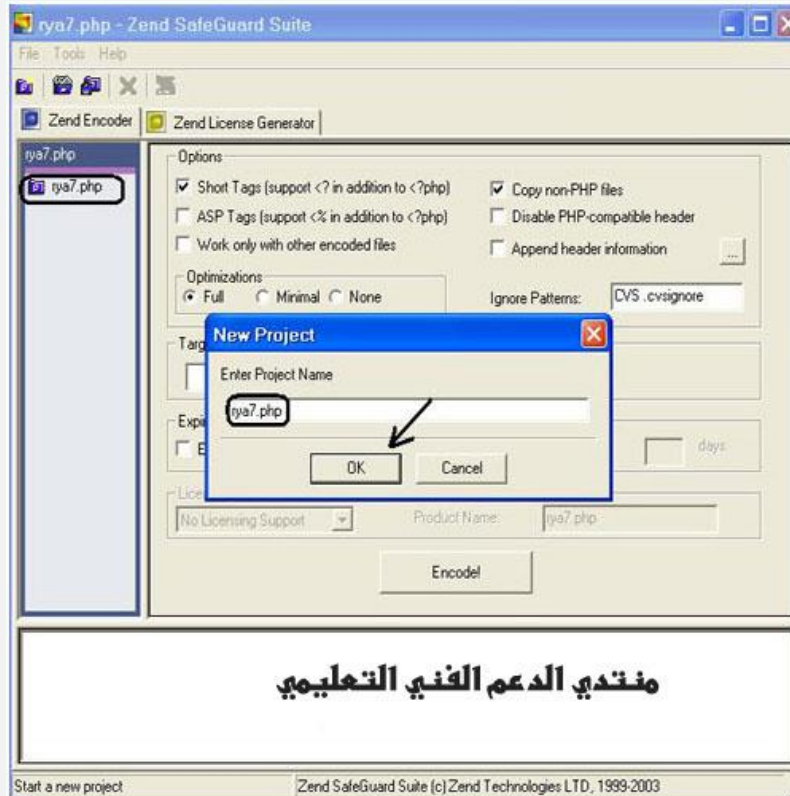 rya7.php - Zend SafeGuard Suite
File Tools Help
Zend Encoder Zend License Generator
rya7.php
rya7.php
Options
Short Tags (support <? in addition to <?php) Copy non-PHP files
ASP Tags (support <% in addition to <?php) Disable PHP-compatible header
Work only with other encoded files Append header information ...
Optimizations
Full Minimal None Ignore Patterns: CVS .cvsignore
New Project
Enter Project Name
rya7.php
OK Cancel
days
No Licensing Support Product Name: rya7.php
Encode!
منتدي الدعم الفني التعليمي
Start a new project Zend SafeGuard Suite (c) Zend Technologies LTD, 1999-2003